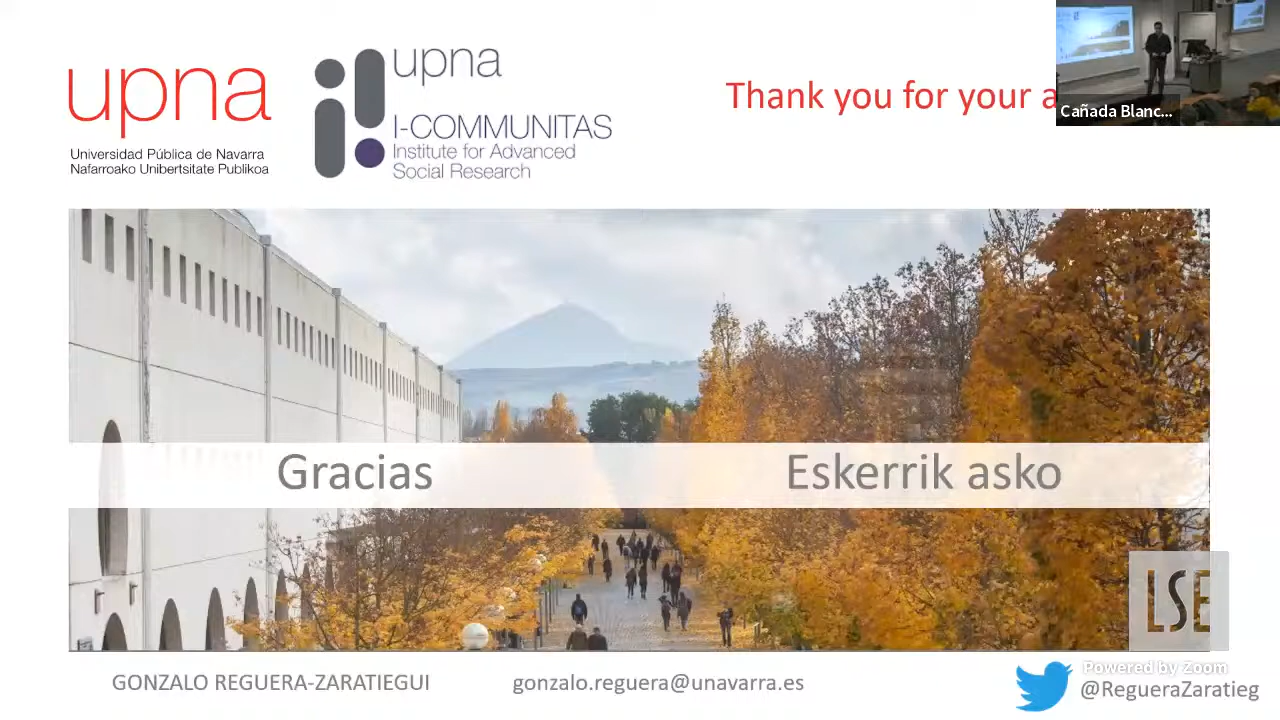 upna
Universidad Pública de Navarra
Nafarroako Unibertsitate Publikoa
upna
I-COMMUNITAS
Institute for Advanced
Social Research
Thank you for your a
Cañada Blanc...
Gracias
Eskerrik asko
LSE
GONZALO REGUERA-ZARATIEGUI
gonzalo.reguera@unavarra.es
Powered by Zoom
@RegueraZaratieg